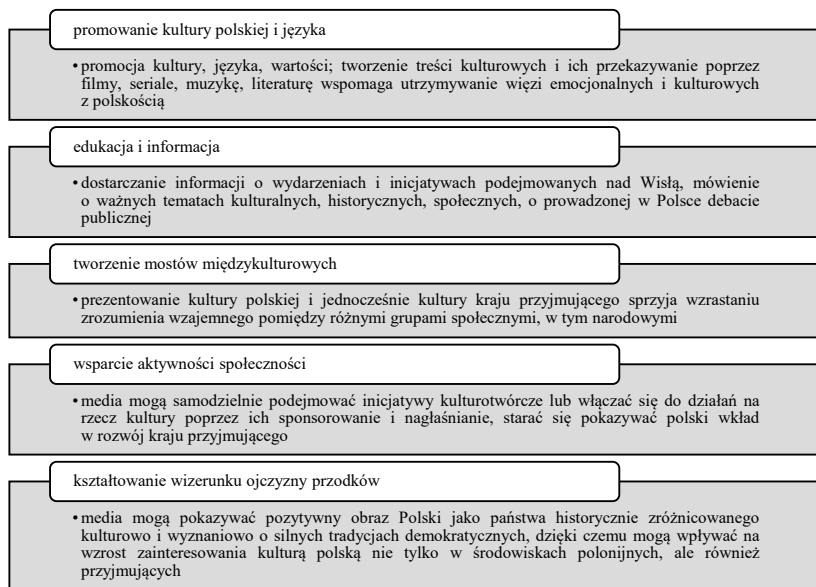 promowanie kultury polskiej i języka
• promocja kultury, języka, wartości; tworzenie treści kulturowych i ich przekazywanie poprzez
filmy, seriale, muzykę, literaturę wspomaga utrzymywanie więzi emocjonalnych i kulturowych
z polskością
edukacja i informacja
• dostarczanie informacji o wydarzeniach i inicjatywach podejmowanych nad Wisłą, mówienie
o ważnych tematach kulturalnych, historycznych, społecznych, o prowadzonej w Polsce debacie
publicznej
tworzenie mostów międzykulturowych
• prezentowanie kultury polskiej i jednocześnie kultury kraju przyjmującego sprzyja wzrastaniu
zrozumienia wzajemnego pomiędzy różnymi grupami społecznymi, w tym narodowymi
wsparcie aktywności społeczności
• media mogą samodzielnie podejmować inicjatywy kulturotwórcze lub włączać się do działań na
rzecz kultury poprzez ich sponsorowanie i nagłaśnianie, starać się pokazywać polski wkład
w rozwój kraju przyjmującego
kształtowanie wizerunku ojczyzny przodków
• media mogą pokazywać pozytywny obraz Polski jako państwa historycznie zróżnicowanego
kulturowo i wyznaniowo o silnych tradycjach demokratycznych, dzięki czemu mogą wpływać na
wzrost zainteresowania kulturą polską nie tylko w środowiskach polonijnych, ale również
przyjmujących